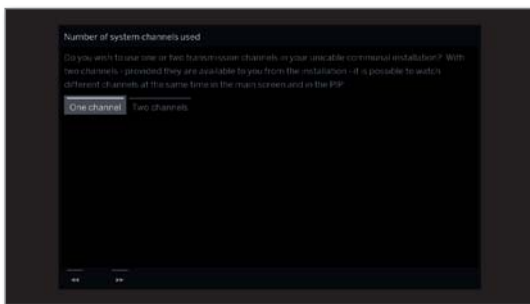 Number of system channels used
Do you wish to use one or two transmission channels in your unicable communal installation? With
two channels - provided they are available to you from the installation - it is possible to watch
different channels at the same time in the main screen and in the PIP.
One channel Two channels